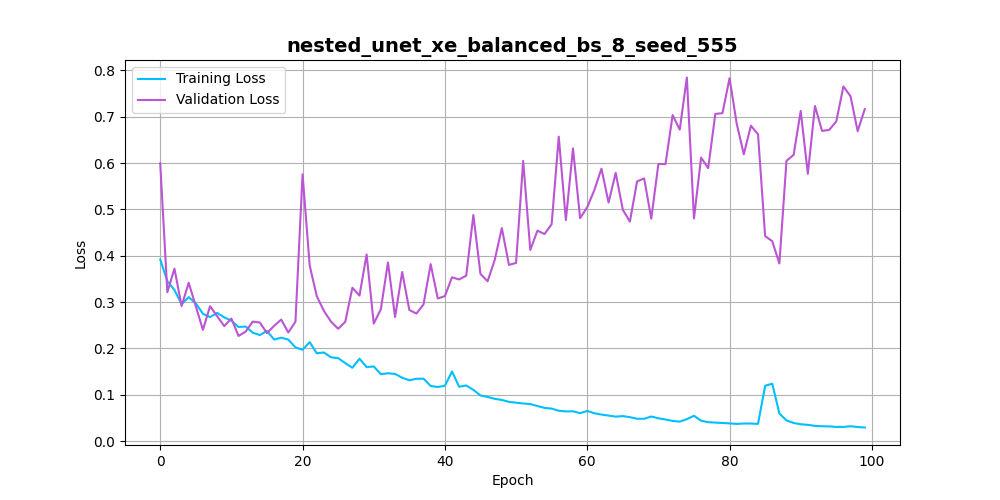 nested_unet_xe_balanced_bs_8_seed_555
Training Loss
Validation Loss
0.8
0.7
0.6
0.5
0.4
0.3
0.2
0.1
0.0
Loss
0 20 40 60 80 100
Epoch